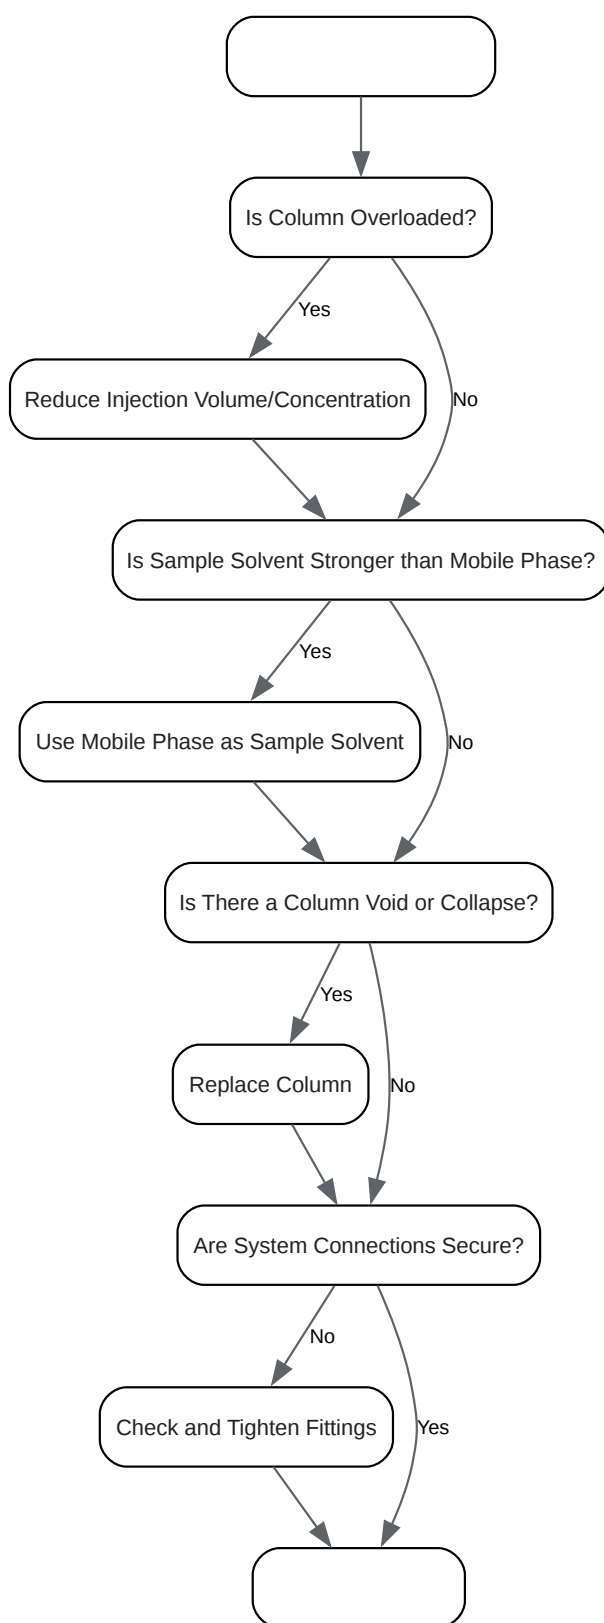 Is Column Overloaded?
Yes
Reduce Injection Volume/Concentration
No
Is Sample Solvent Stronger than Mobile Phase?
Yes
Use Mobile Phase as Sample Solvent
No
Is There a Column Void or Collapse?
Yes
Replace Column
No
Are System Connections Secure?
No
Check and Tighten Fittings
Yes